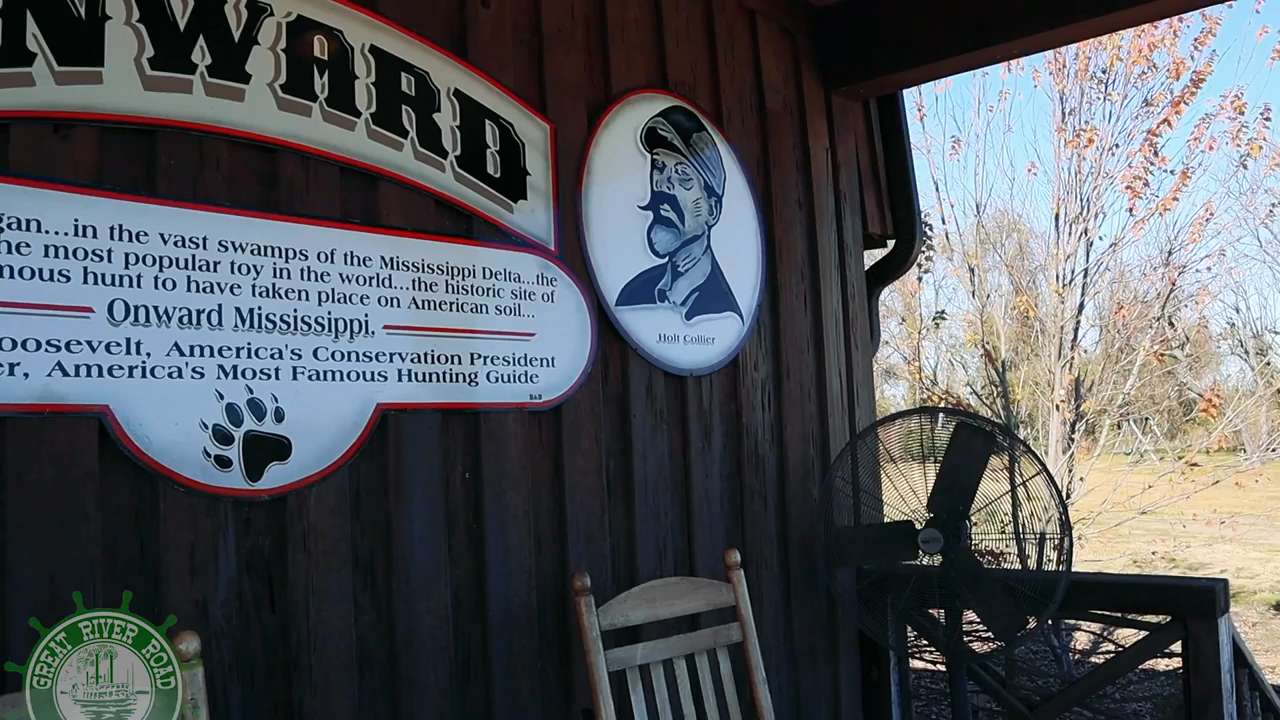 NWARD
gan...in the vast swamps of the Mississippi Delta...the
he most popular toy in the world...the historic site of
mous hunt to have taken place on American soil...
Onward Mississippi.
oosevelt, America's Conservation President
er, America's Most Famous Hunting Guide
B&B
Holt Collier
GREAT RIVER ROAD